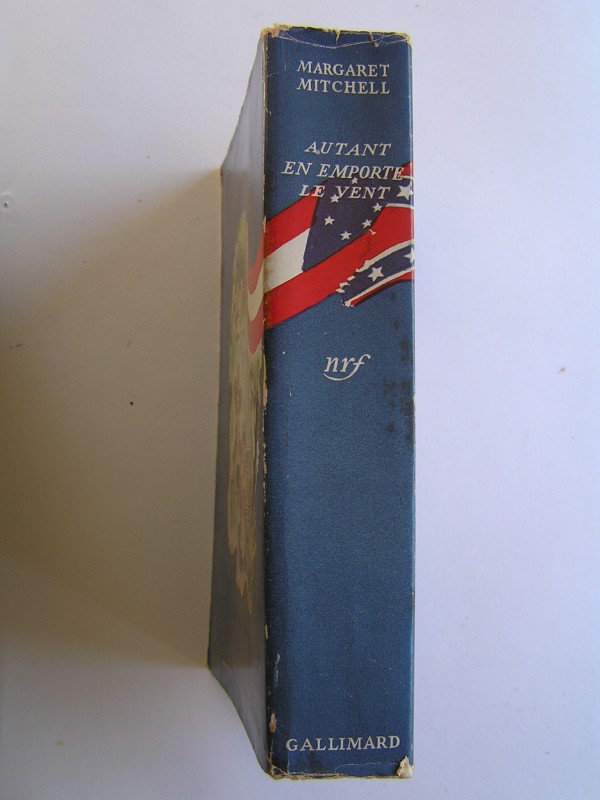 MARGARET
MITCHELL
AUTANT
EN EMPORTE
LE VENT
nrf
GALLIMARD